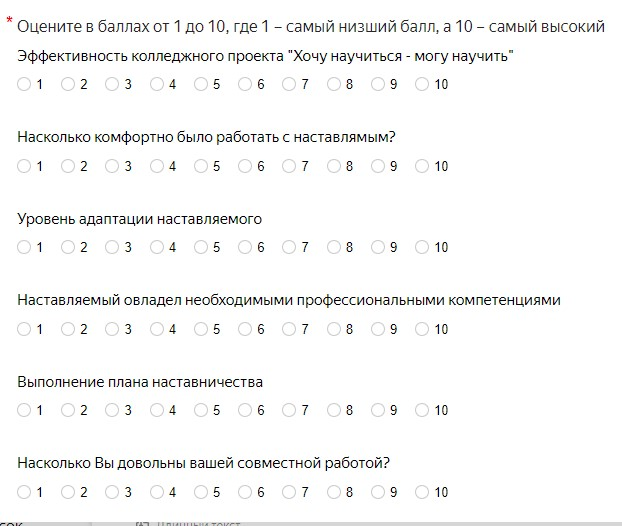 * Оцените в баллах от 1 до 10, где 1 – самый низший балл, а 10 – самый высокий
Эффективность колледжного проекта "Хочу научиться - могу научить"
1 2 3 4 5 6 7 8 9 10
Насколько комфортно было работать с наставлямым?
1 2 3 4 5 6 7 8 9 10
Уровень адаптации наставляемого
1 2 3 4 5 6 7 8 9 10
Наставляемый овладел необходимыми профессиональными компетенциями
1 2 3 4 5 6 7 8 9 10
Выполнение плана наставничества
1 2 3 4 5 6 7 8 9 10
Насколько Вы довольны вашей совместной работой?
1 2 3 4 5 6 7 8 9 10